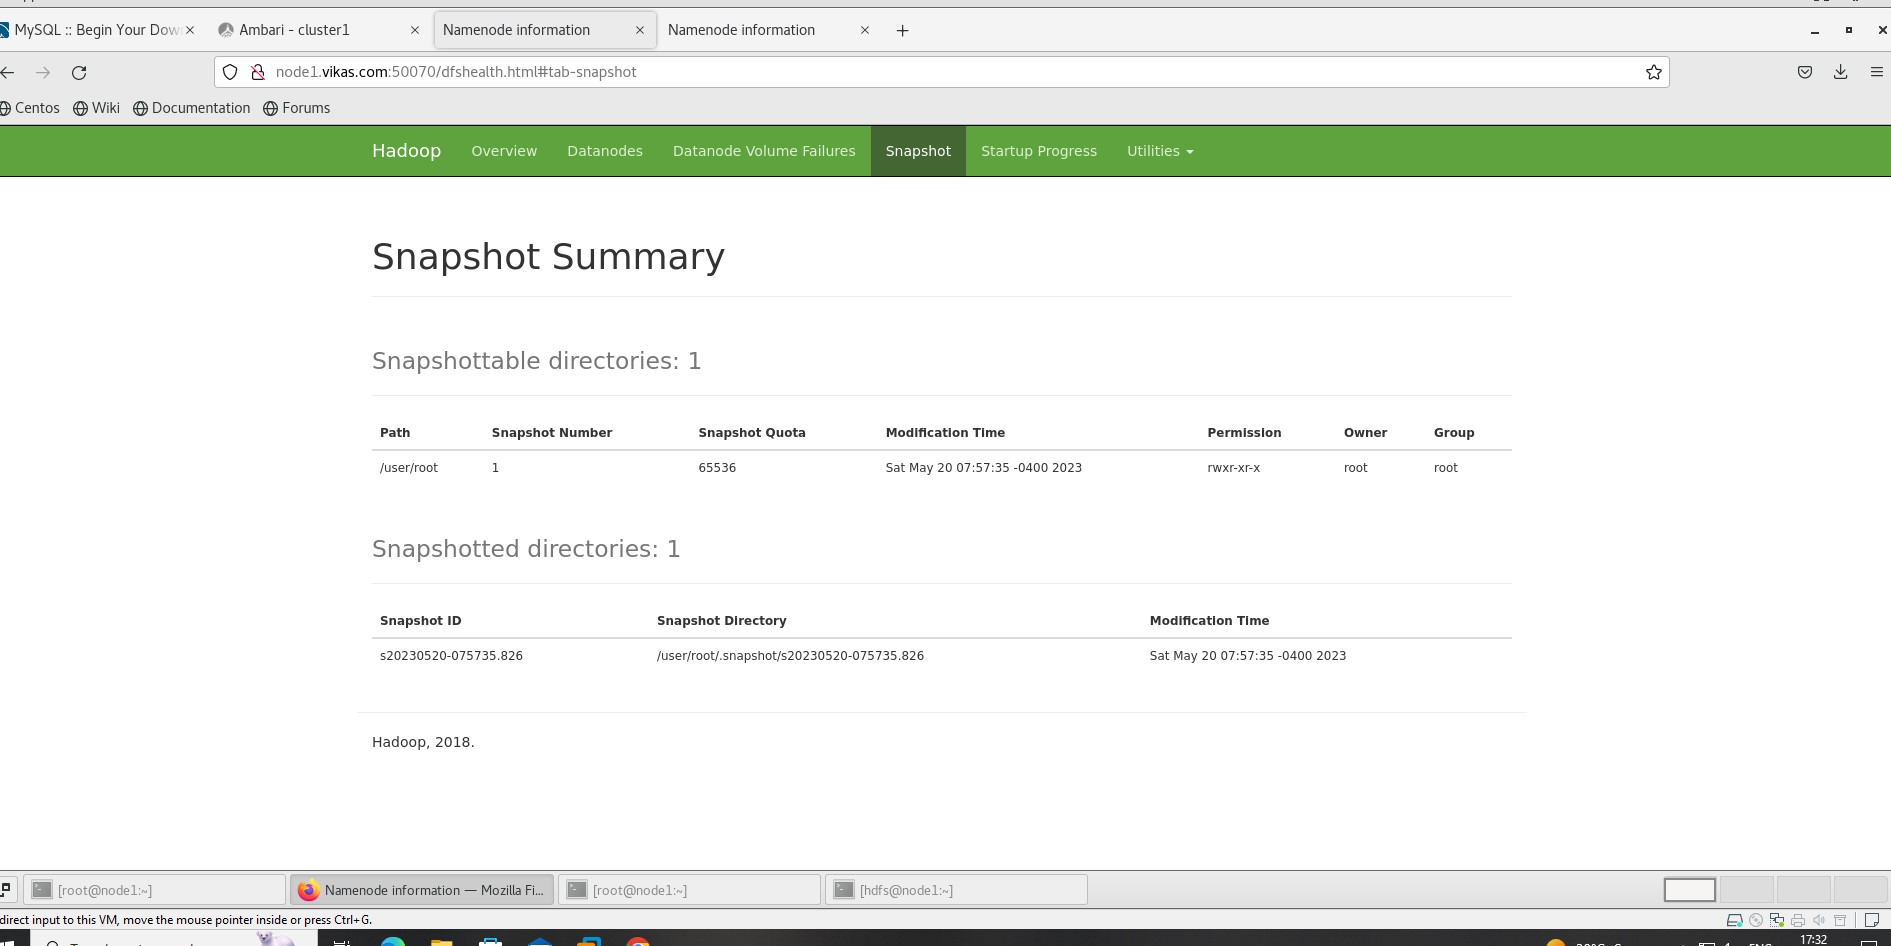 MySQL :: Begin Your Dow
Ambari - cluster1
Namenode information
Namenode information
node1.vikas.com:50070/dfshealth.html#tab-snapshot
Centos Wiki Documentation Forums
Hadoop Overview Datanodes Datanode Volume Failures Snapshot Startup Progress Utilities
Snapshot Summary
Snapshottable directories: 1
Path Snapshot Number Snapshot Quota Modification Time Permission Owner Group
/user/root 1 65536 Sat May 20 07:57:35 -0400 2023 rwxr-xr-x root root
Snapshotted directories: 1
Snapshot ID Snapshot Directory Modification Time
s20230520-075735.826 /user/root/.snapshot/s20230520-075735.826 Sat May 20 07:57:35 -0400 2023
Hadoop, 2018.
[root@node1:~] Namenode information — Mozilla Fi... [root@node1:~] [hdfs@node1:~]
direct input to this VM, move the mouse pointer inside or press Ctrl+G.
17:32